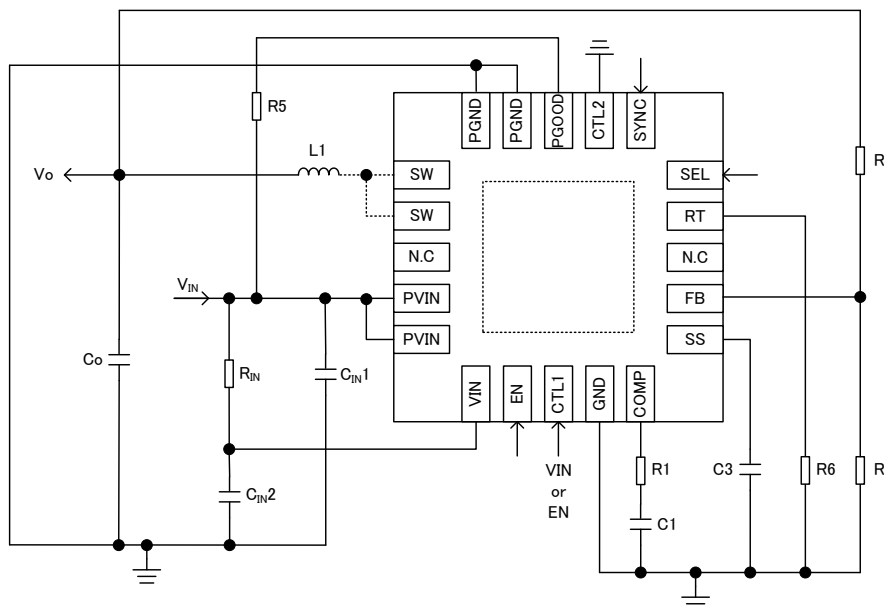 PGND
PGND
PGOOD
CTL2
SYNC
R5
L1
Vo
SW
SW
N.C
PVIN
PVIN
SEL
RT
N.C
FB
SS
R
VIN
Co
RIN
CIN1
CIN2
VIN
EN
CTL1
GND
COMP
VIN
or
EN
R1
C1
C3
R6
R